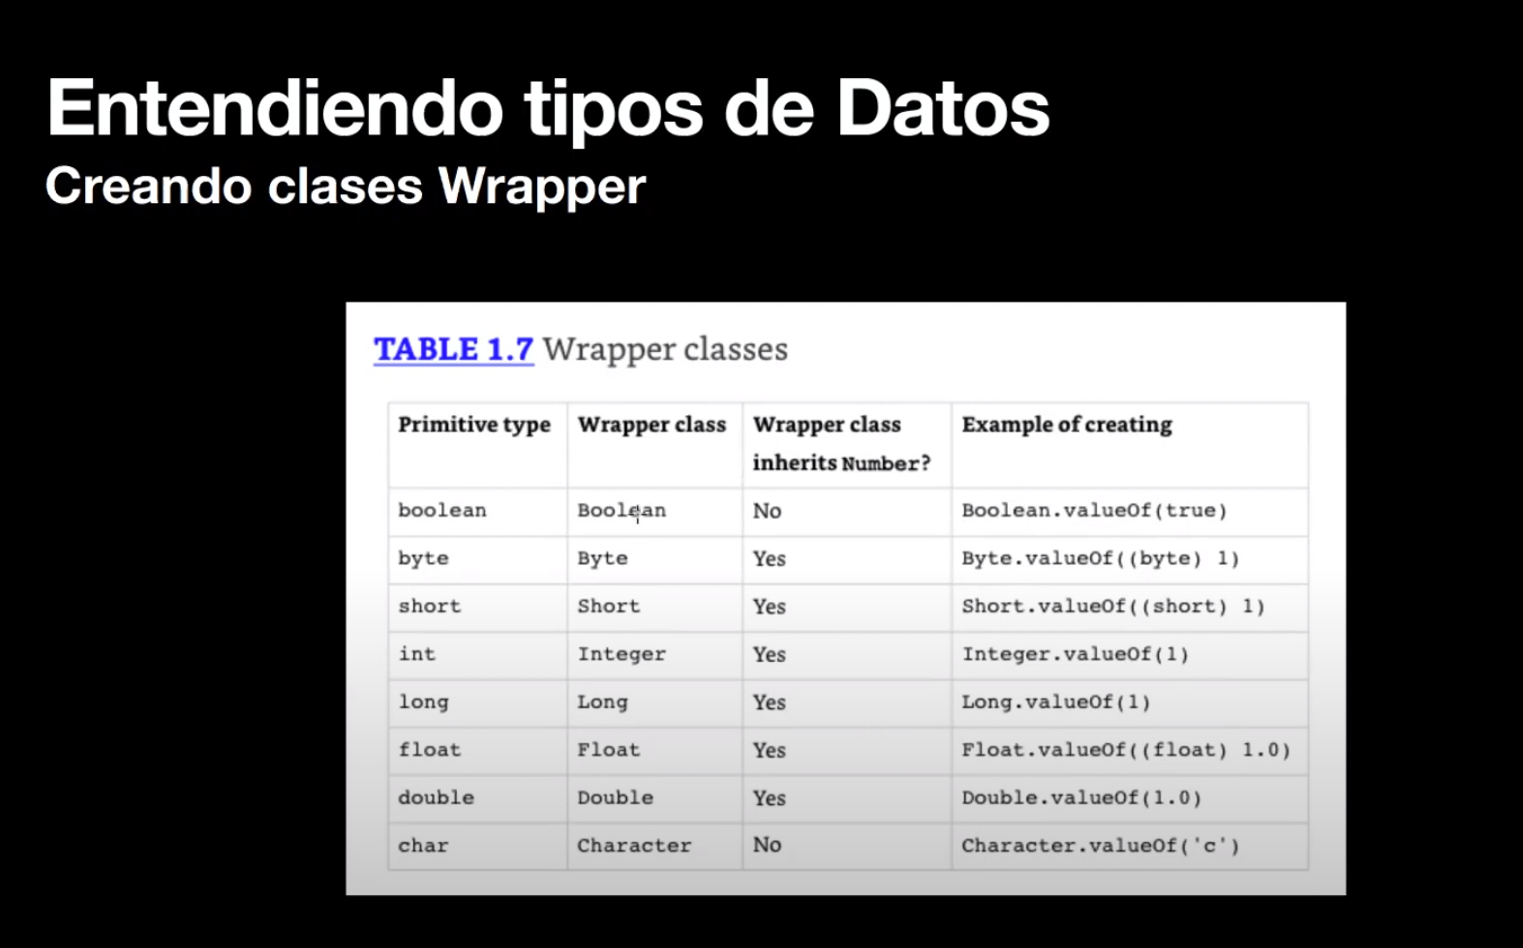 Entendiendo tipos de Datos
Creando clases Wrapper
TABLE 1.7 Wrapper classes
Primitive type Wrapper class Wrapper class inherits Number? Example of creating
boolean Boolean No Boolean.valueOf(true)
byte Byte Yes Byte.valueOf((byte) 1)
short Short Yes Short.valueOf((short) 1)
int Integer Yes Integer.valueOf(1)
long Long Yes Long.valueOf(1)
float Float Yes Float.valueOf((float) 1.0)
double Double Yes Double.valueOf(1.0)
char Character No Character.valueOf('c')